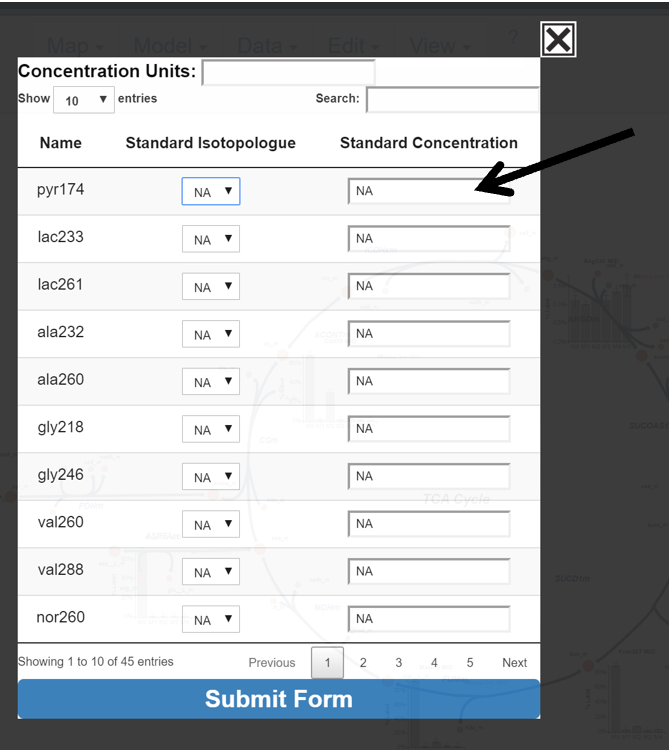 Map Model Data Edit View ?
Concentration Units:
Show 10 entries Search:
Name Standard Isotopologue Standard Concentration
pyr174 NA NA
lac233 NA NA
lac261 NA NA
ala232 NA NA
ala260 NA NA
gly218 NA NA
gly246 NA NA
val260 NA NA
TCA Cycle
val288 NA NA
SUCD1m
nor260 NA NA
Showing 1 to 10 of 45 entries Previous 1 2 3 4 5 Next
Submit Form